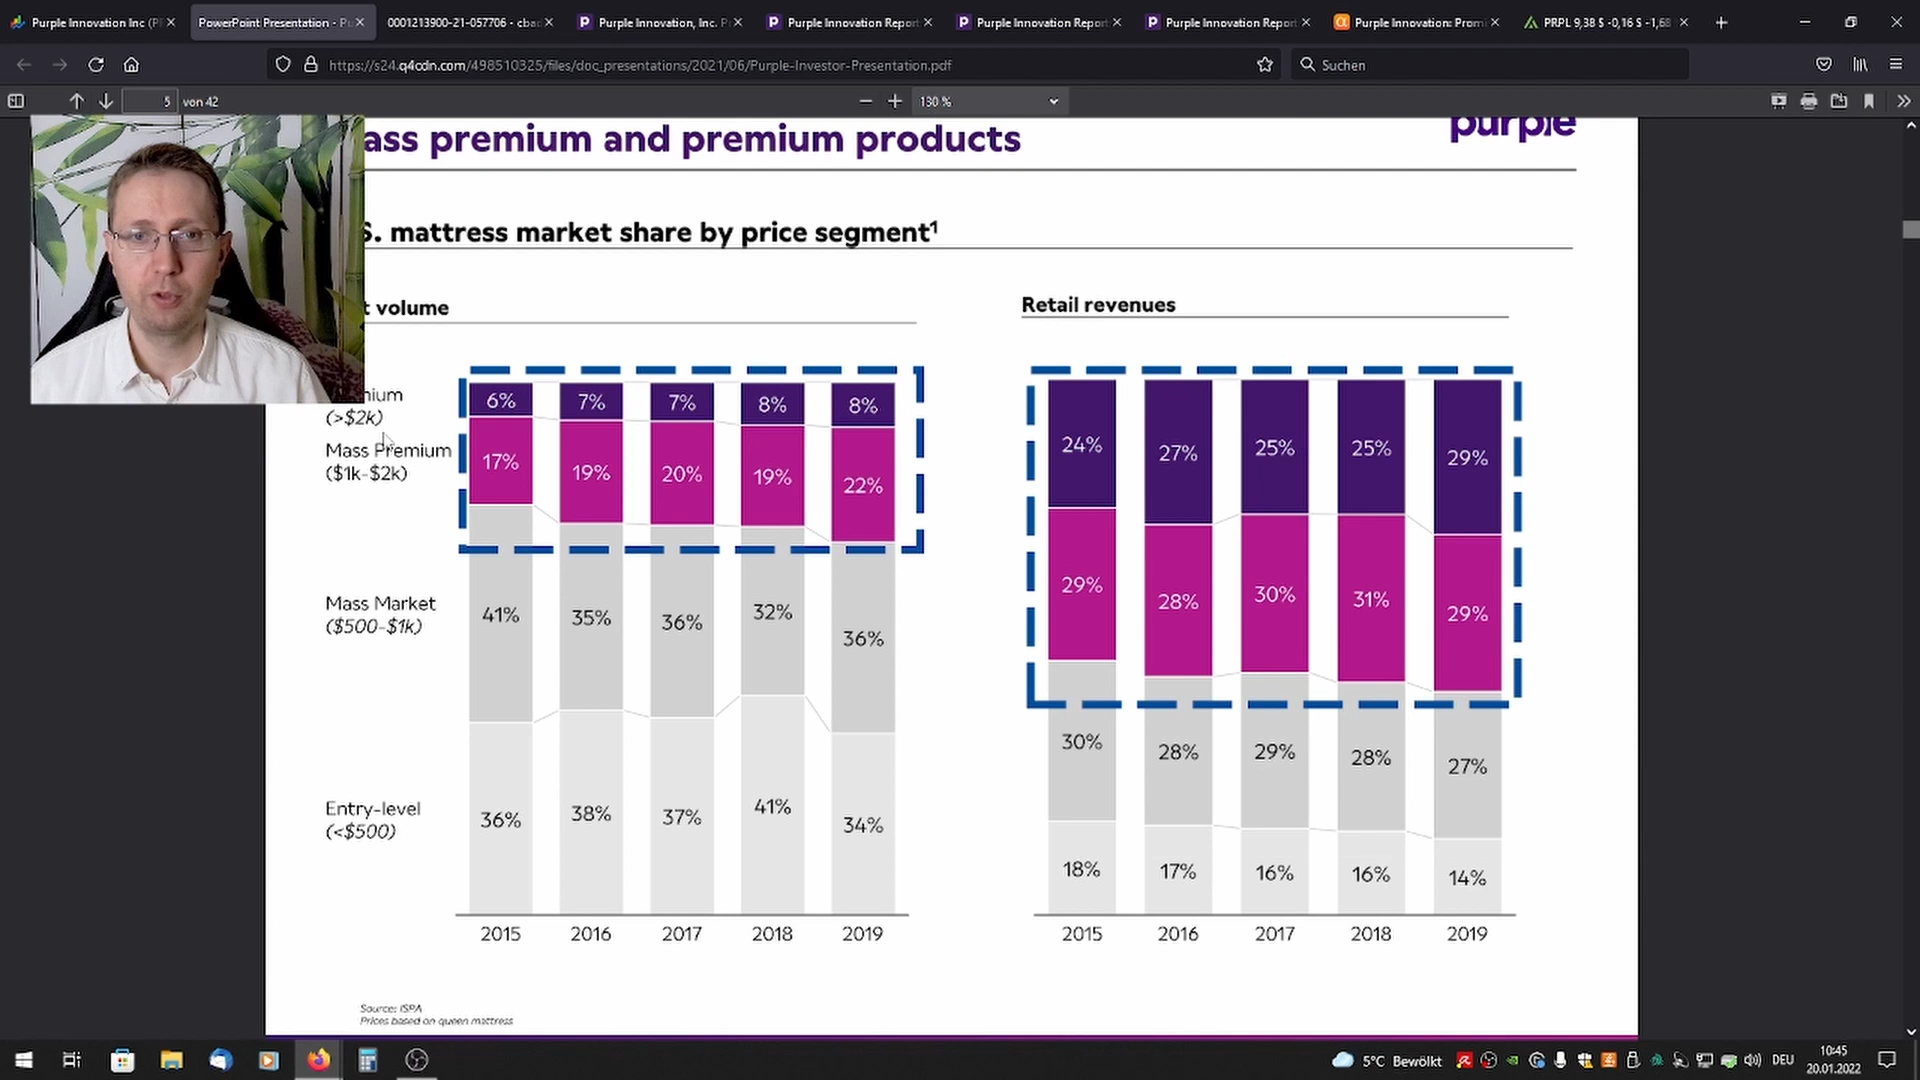 Purple Innovation Inc (PF
PowerPoint Presentation - Pu
0001213900-21-057706 - cbac
Purple Innovation, Inc. P
Purple Innovation Report
Purple Innovation Report
Purple Innovation Report
Purple Innovation: Prom
PRPL 9,38 $ -0,16 $ -1,68
https://s24.q4cdn.com/498510325/files/doc_presentations/2021/06/Purple-Investor-Presentation.pdf
Suchen
5 von 42
130 %
ass premium and premium products
purple
S. mattress market share by price segment¹
t volume
Retail revenues
mium
(>$2k)
Mass Premium
($1k-$2k)
Mass Market
($500-$1k)
Entry-level
(<$500)
6% 7% 7% 8% 8%
17% 19% 20% 19% 22%
41% 35% 36% 32% 36%
36% 38% 37% 41% 34%
2015 2016 2017 2018 2019
24% 27% 25% 25% 29%
29% 28% 30% 31% 29%
30% 28% 29% 28% 27%
18% 17% 16% 16% 14%
2015 2016 2017 2018 2019
Source: ISPA
Prices based on queen mattress
5°C Bewölkt
DEU
10:45
20.01.2022